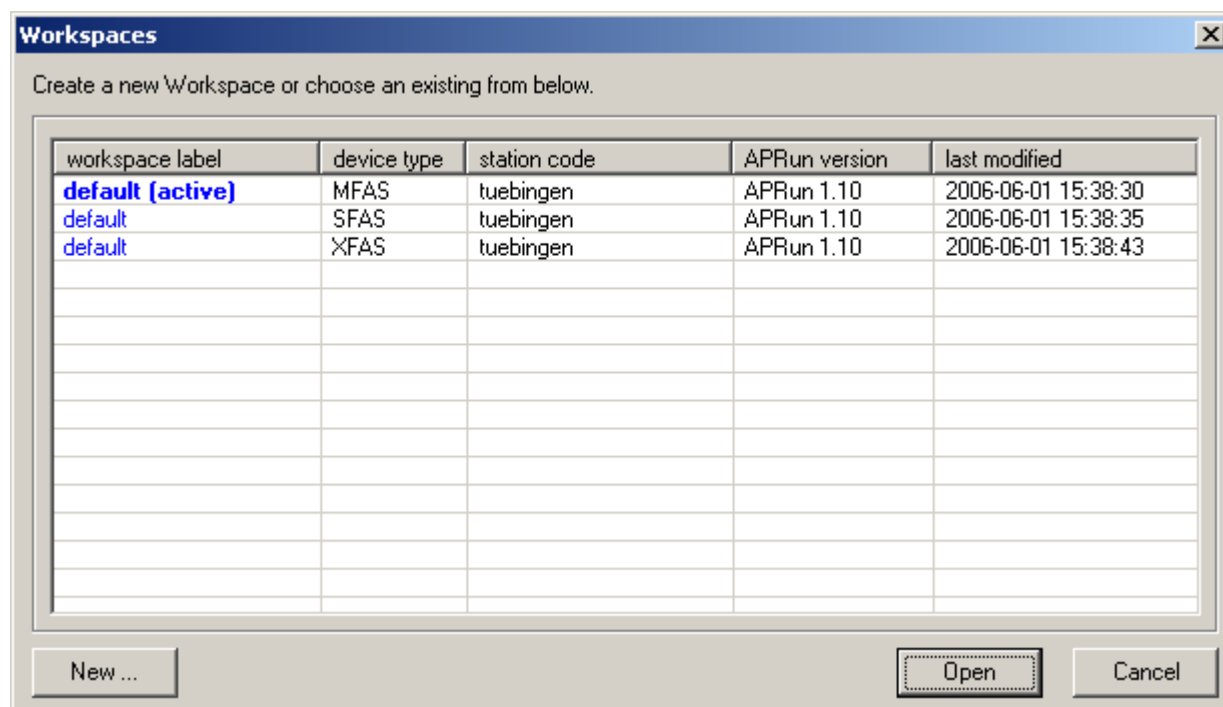 Workspaces
Create a new Workspace or choose an existing from below.
workspace label device type station code APRun version last modified
default (active) MFAS tuebingen APRun 1.10 2006-06-01 15:38:30
default SFAS tuebingen APRun 1.10 2006-06-01 15:38:35
default XFAS tuebingen APRun 1.10 2006-06-01 15:38:43
New ... Open Cancel